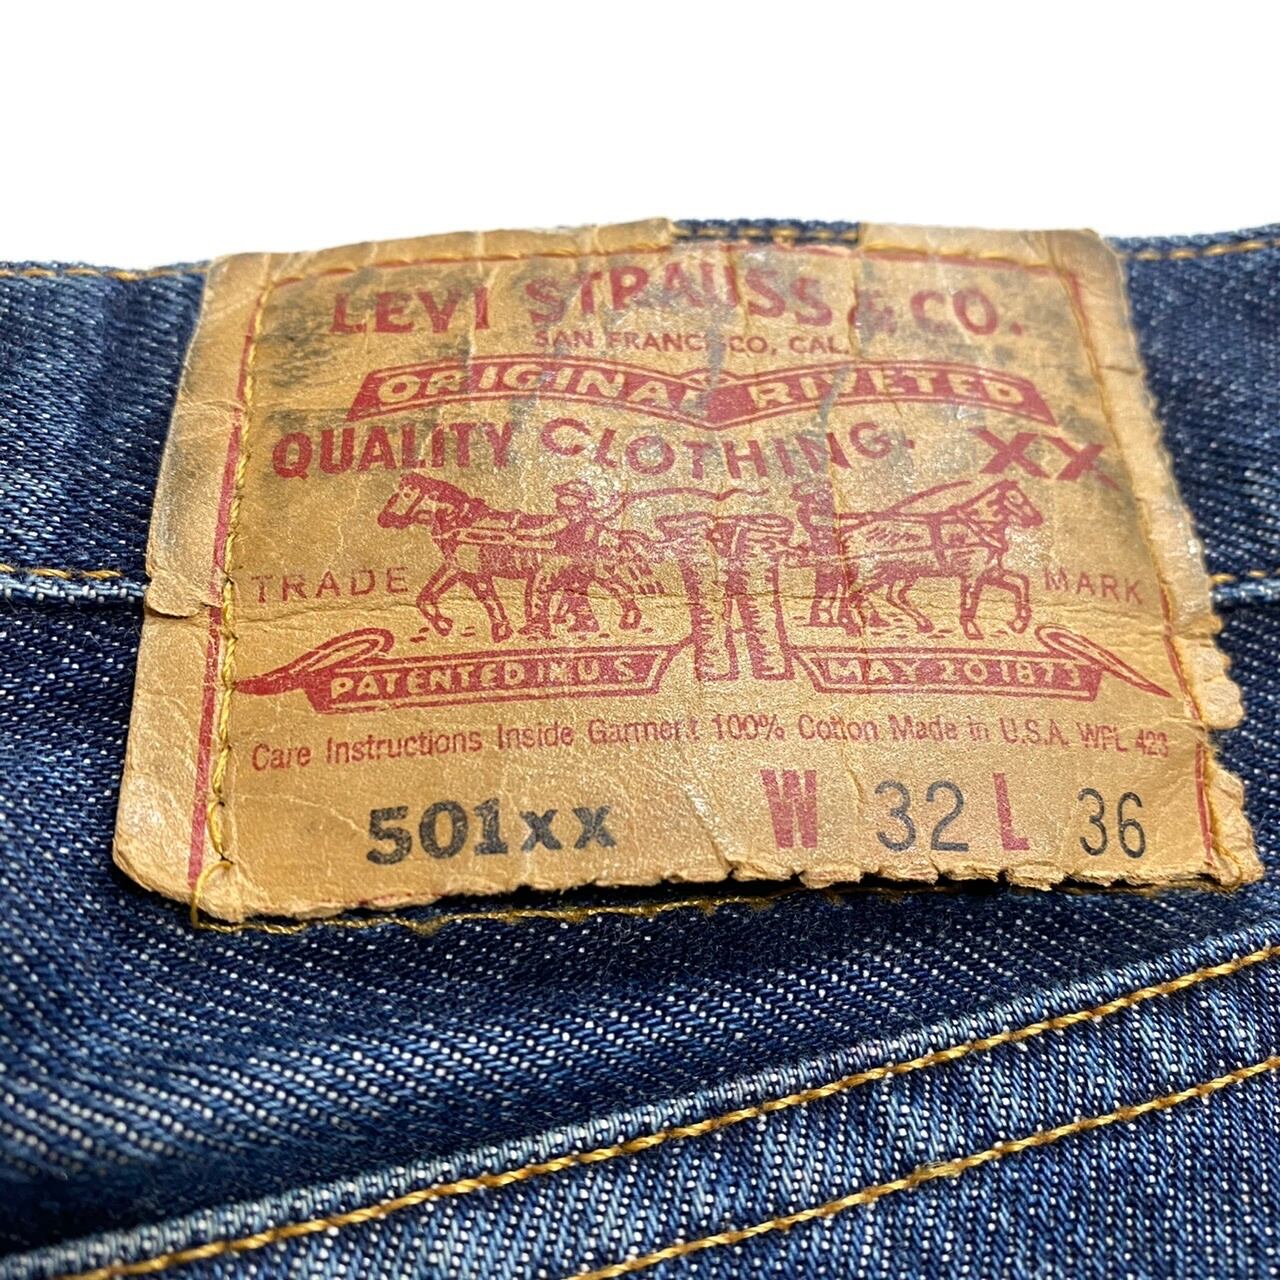 LEVI STRAUSS & CO.
SAN FRANCISCO, CAL.
ORIGINAL RIVETED
QUALITY CLOTHING. XX
TRADE MARK
PATENTED IN U.S. MAY 20 1873
Care Instructions Inside Garment 100% Cotton Made in U.S.A. WPL 423
501xx W 32 L 36